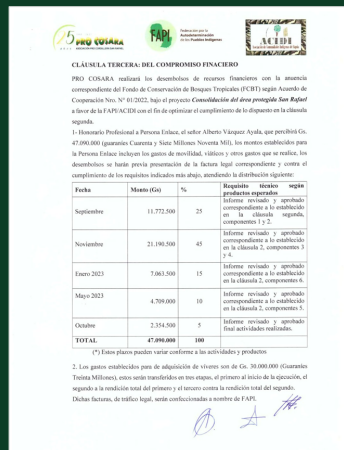 PRO COSARA
FAPI
Federación por la
Autodeterminación
de los Pueblos Indígenas
ACIDI
CLÁUSULA TERCERA: DEL COMPROMISO FINACIERO
PRO COSARA realizará los desembolsos de recursos financieros con la anuencia
correspondiente del Fondo de Conservación de Bosques Tropicales (FCBT) según Acuerdo de
Cooperación Nro. N° 01/2022, bajo el proyecto Consolidación del área protegida San Rafael
a favor de la FAPI/ACIDI con el fin de optimizar el cumplimiento de lo dispuesto en la cláusula
segunda.
1- Honorario Profesional a Persona Enlace, el señor Alberto Vázquez Ayala, que percibirá Gs.
47.090.000 (guaraníes Cuarenta y Siete Millones Noventa Mil), los montos establecidos para
la Persona Enlace incluyen los gastos de movilidad, viáticos y otros gastos que se realice, los
desembolsos se harán previa presentación de la factura legal correspondiente y contra el
cumplimiento de los requisitos indicados más abajo, atendiendo la distribución siguiente:
Fecha Monto (Gs) % Requisito técnico según
productos esperados
Septiembre 11.772.500 25 Informe revisado y aprobado
correspondiente a lo establecido
en la cláusula segunda,
componentes 1 y 2.
Noviembre 21.190.500 45 Informe revisado y aprobado
correspondiente a lo establecido
en la cláusula 2, componentes 3
y 4.
Enero 2023 7.063.500 15 Informe revisado y aprobado
correspondiente a lo establecido
en la cláusula 2, componentes 6.
Mayo 2023 4.709.000 10 Informe revisado y aprobado
correspondiente a lo establecido
en la cláusula 2, componentes 5.
Octubre 2.354.500 5 Informe revisado y aprobado
final actividades realizadas.
TOTAL 47.090.000 100
(*) Estos plazos pueden variar conforme a las actividades y productos
2. Los gastos establecidos para de adquisición de víveres son de Gs. 30.000.000 (Guaraníes
Treinta Millones), estos serán transferidos en tres etapas, el primero al inicio de la ejecución, el
segundo a la rendición total del primero y el tercero contra la rendición total del segundo.
Dichas facturas, de tráfico legal, serán confeccionadas a nombre de FAPI.